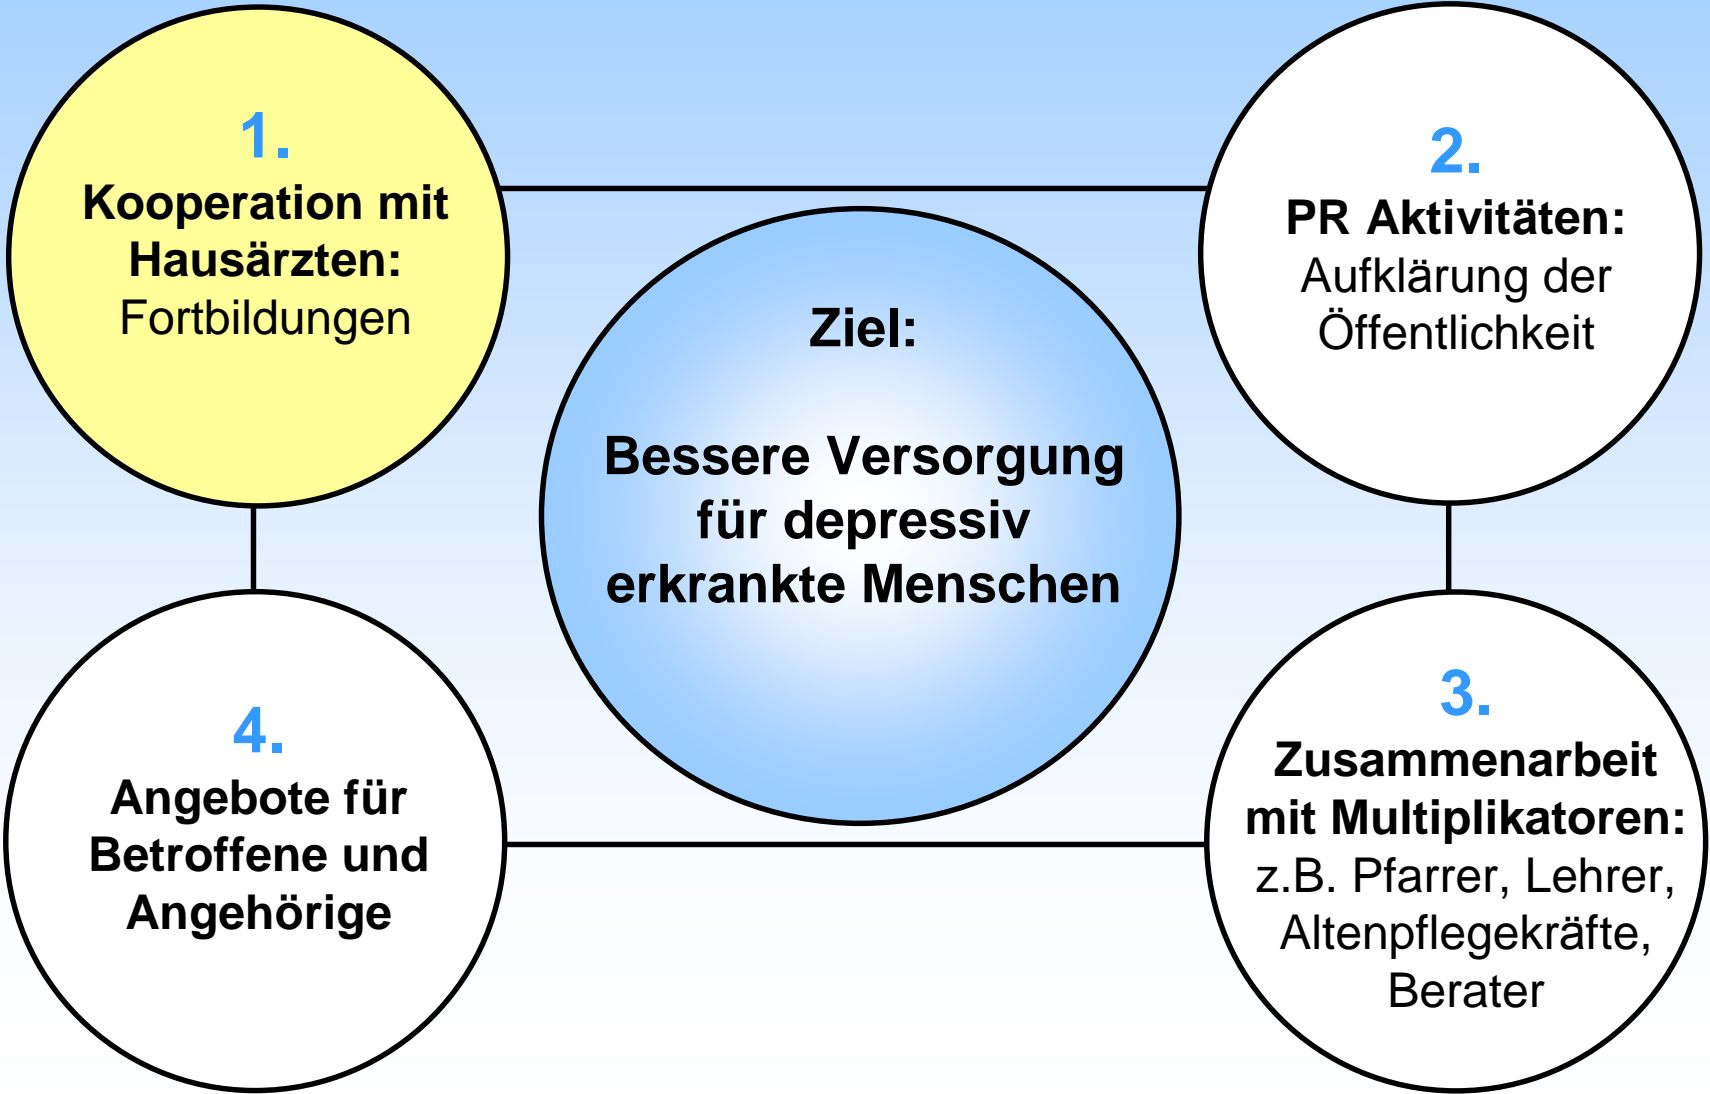 1.
Kooperation mit
Hausärzten:
Fortbildungen
2.
PR Aktivitäten:
Aufklärung der
Öffentlichkeit
Ziel:
Bessere Versorgung
für depressiv
erkrankte Menschen
3.
Zusammenarbeit
mit Multiplikatoren:
z.B. Pfarrer, Lehrer,
Altenpflegekräfte,
Berater
4.
Angebote für
Betroffene und
Angehörige